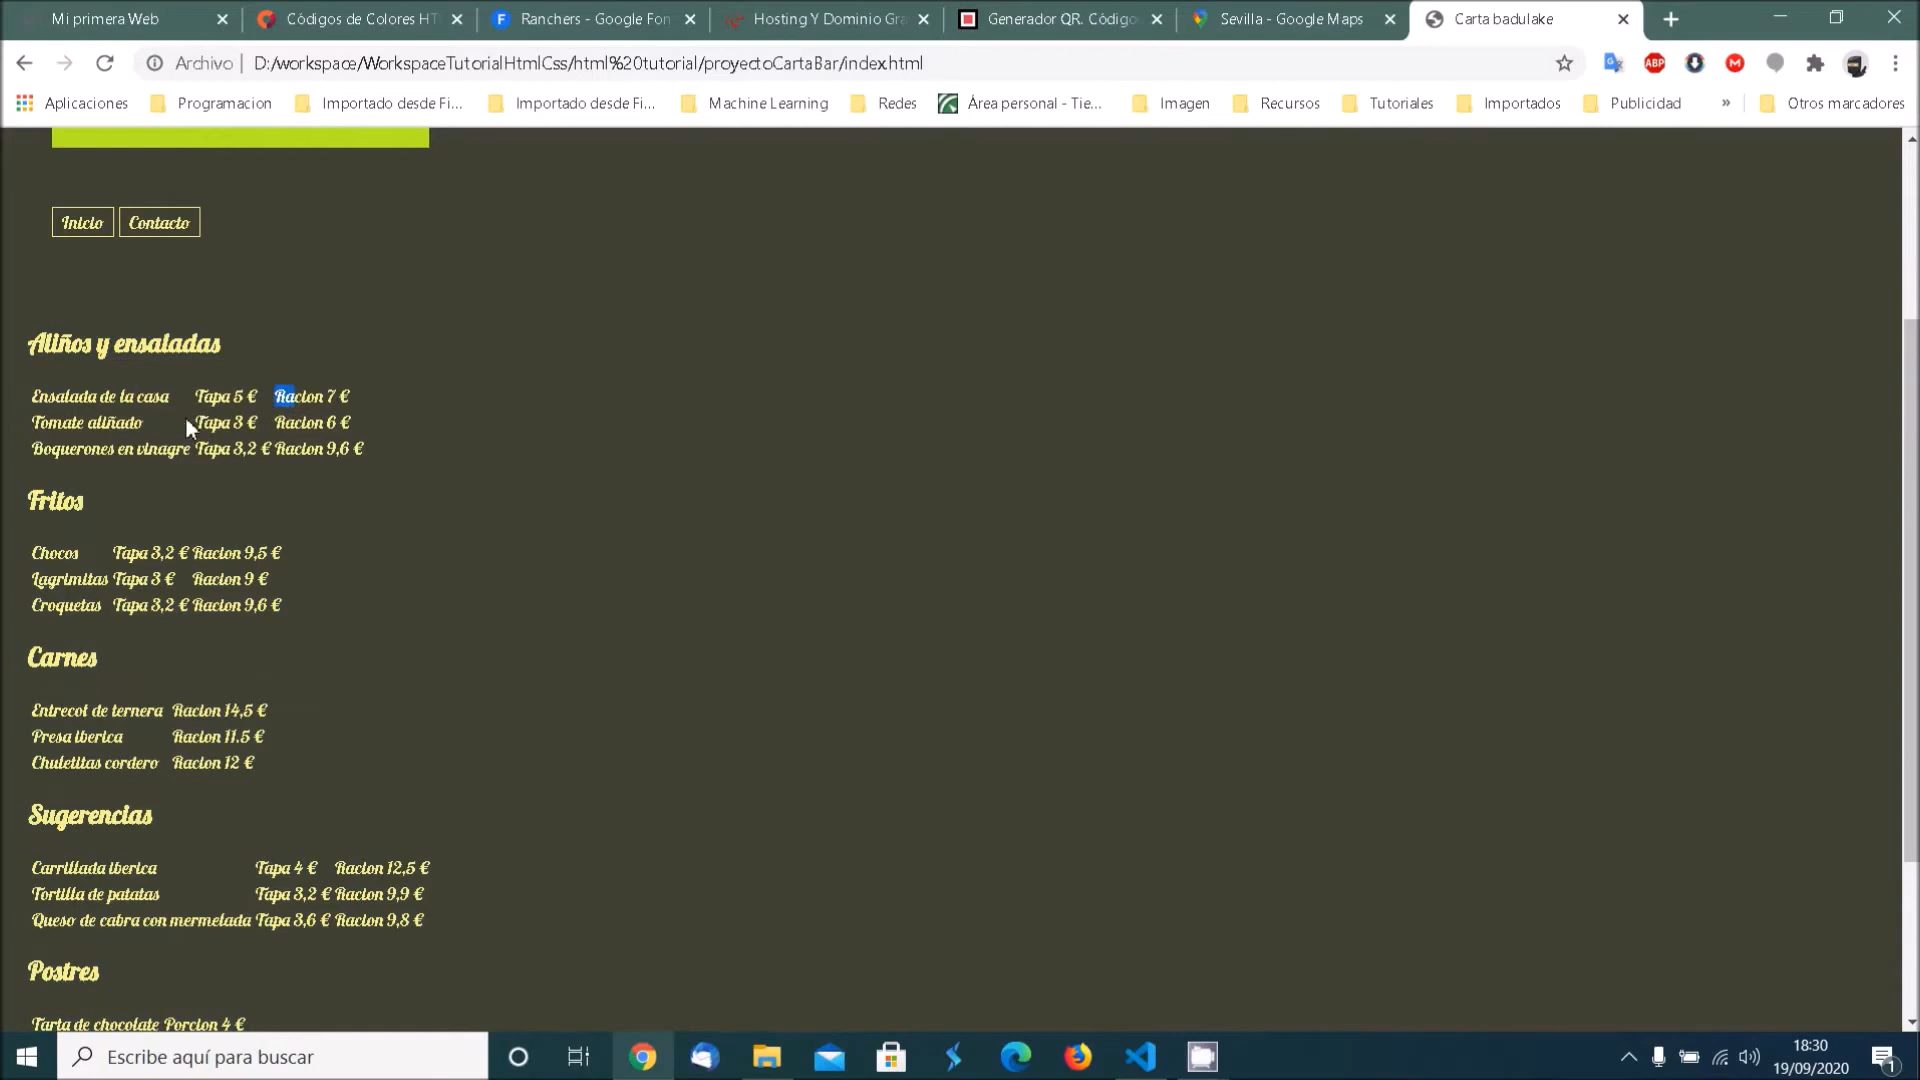 Mi primera Web
Códigos de Colores HT
Ranchers - Google Fon
Hosting Y Dominio Gra
Generador QR. Código
Sevilla - Google Maps
Carta badulake
Archivo | D:/workspace/WorkspaceTutorialHtmlCss/html%20tutorial/proyectoCartaBar/index.html
Aplicaciones
Programacion
Importado desde Fi...
Importado desde Fi...
Machine Learning
Redes
Área personal - Tie...
Imagen
Recursos
Tutoriales
Importados
Publicidad
»
Otros marcadores
Inicio Contacto
Aliños y ensaladas
Ensalada de la casa Tapa 5 € Racion 7 €
Tomate aliñado Tapa 3 € Racion 6 €
Boquerones en vinagre Tapa 3,2 € Racion 9,6 €
Fritos
Chocos Tapa 3,2 € Racion 9,5 €
Lagrimitas Tapa 3 € Racion 9 €
Croquetas Tapa 3,2 € Racion 9,6 €
Carnes
Entrecot de ternera Racion 14,5 €
Presa iberica Racion 11.5 €
Chuletitas cordero Racion 12 €
Sugerencias
Carrillada iberica Tapa 4 € Racion 12,5 €
Tortilla de patatas Tapa 3,2 € Racion 9,9 €
Queso de cabra con mermelada Tapa 3,6 € Racion 9,8 €
Postres
Tarta de chocolate Porcion 4 €
Escribe aquí para buscar
18:30
19/09/2020
1
ABP